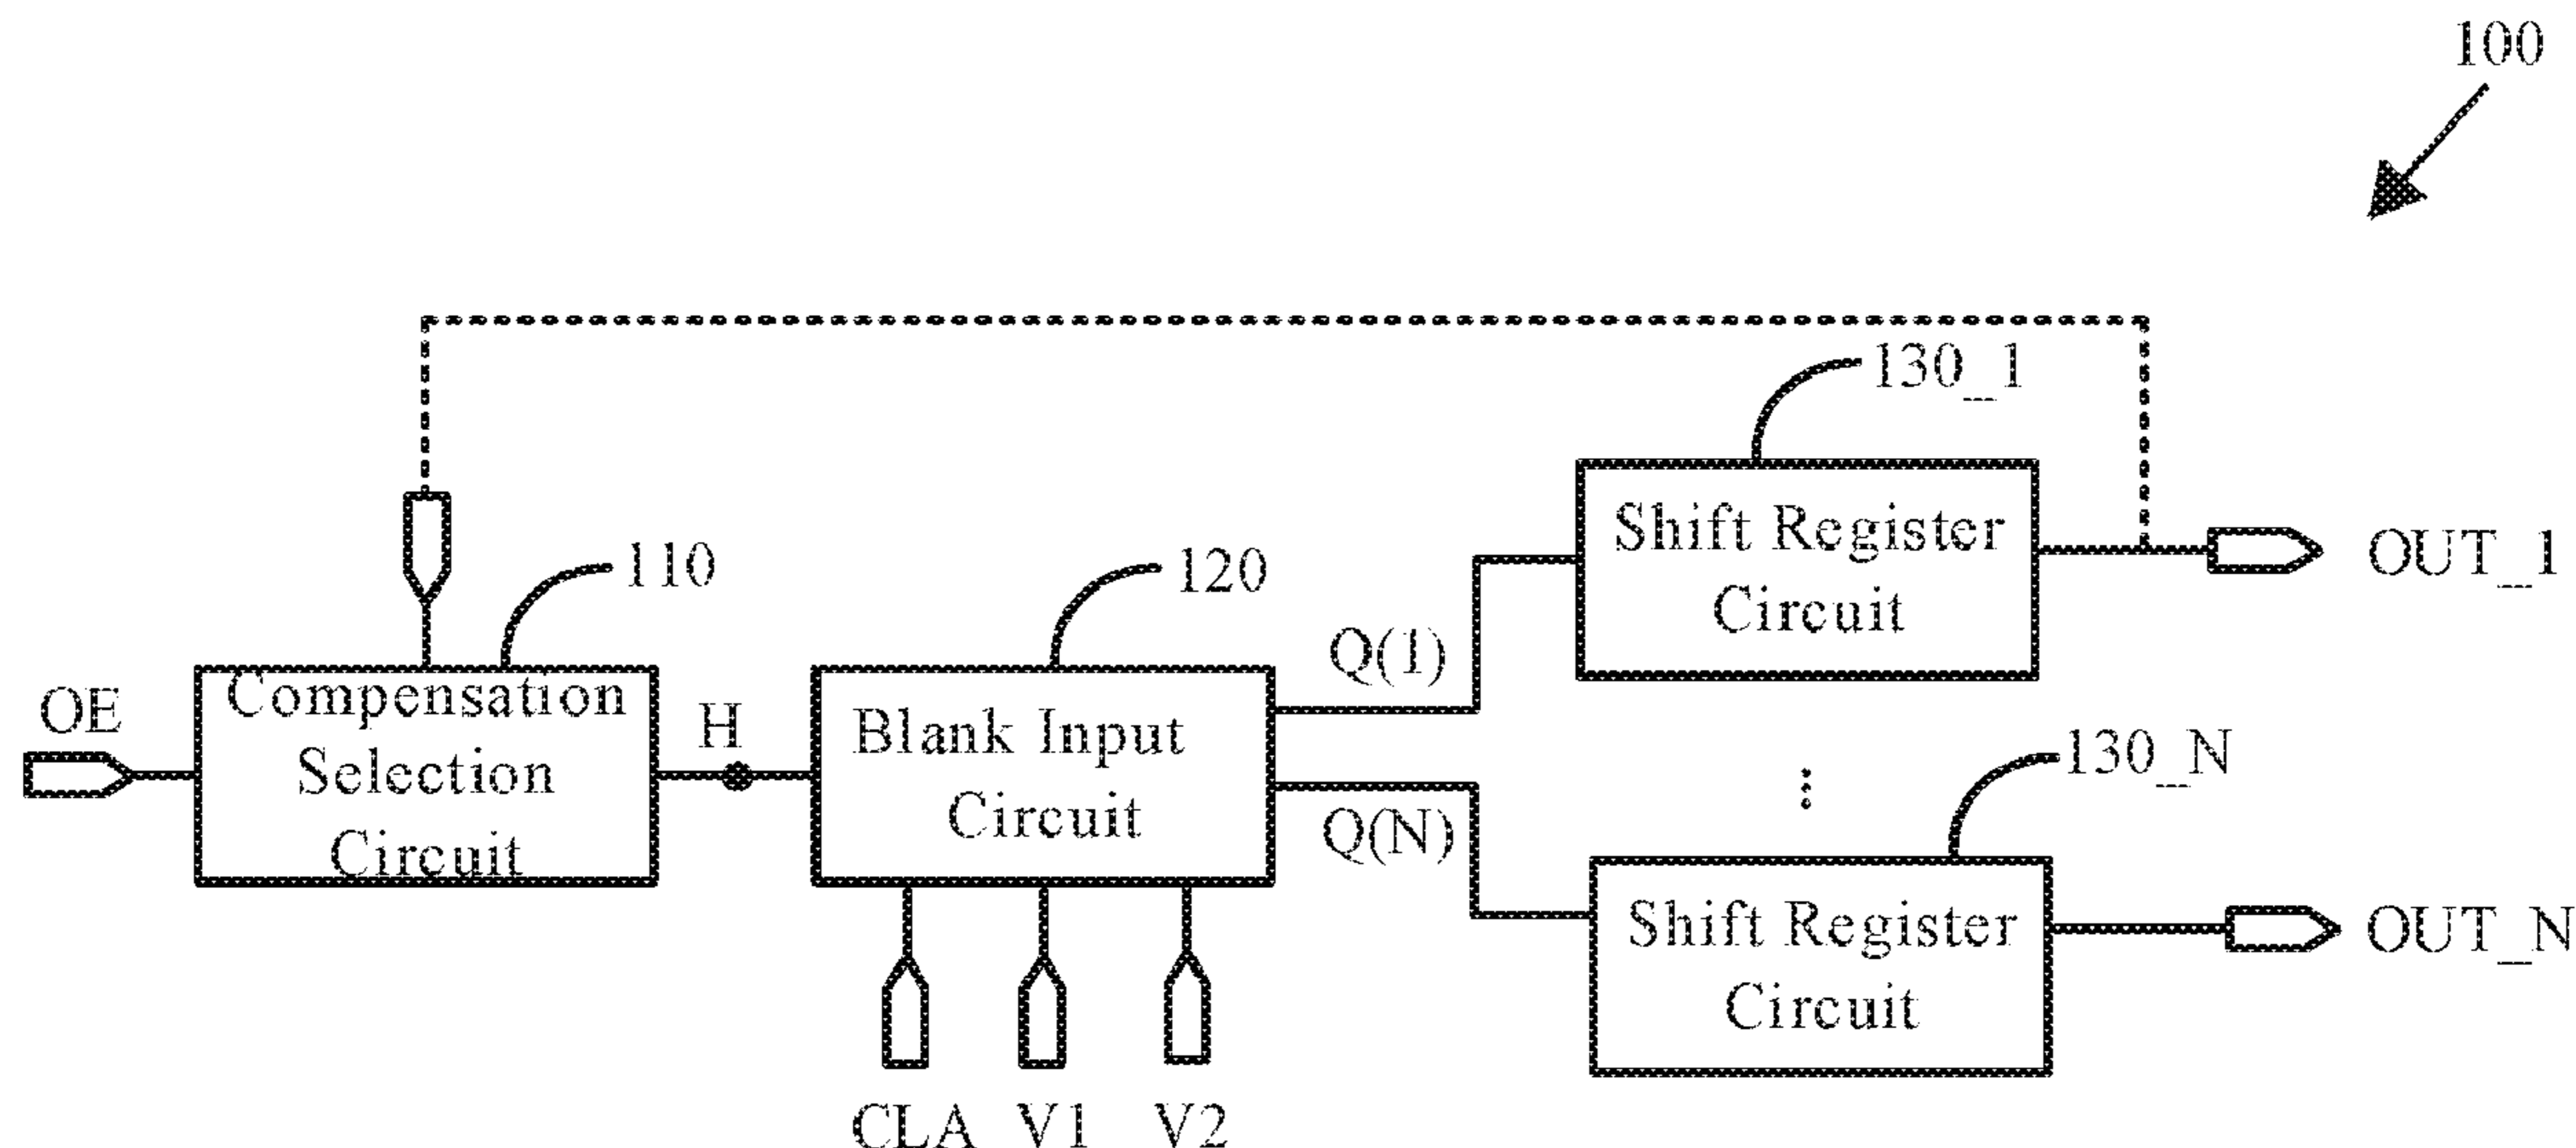 100
130_1
Shift Register
Circuit
OUT_1
110
120
OE
Compensation
Selection
Circuit
H
Blank Input
Circuit
Q(1)
Q(N)
130_N
Shift Register
Circuit
OUT_N
CLA
V1
V2